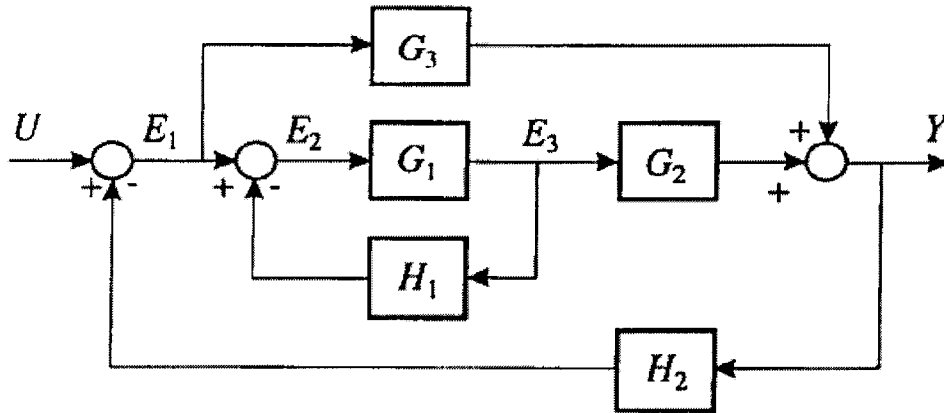 G₃
U
E₁
E₂
G₁
E₃
G₂
Y
+
+ -
+ -
+
H₁
H₂